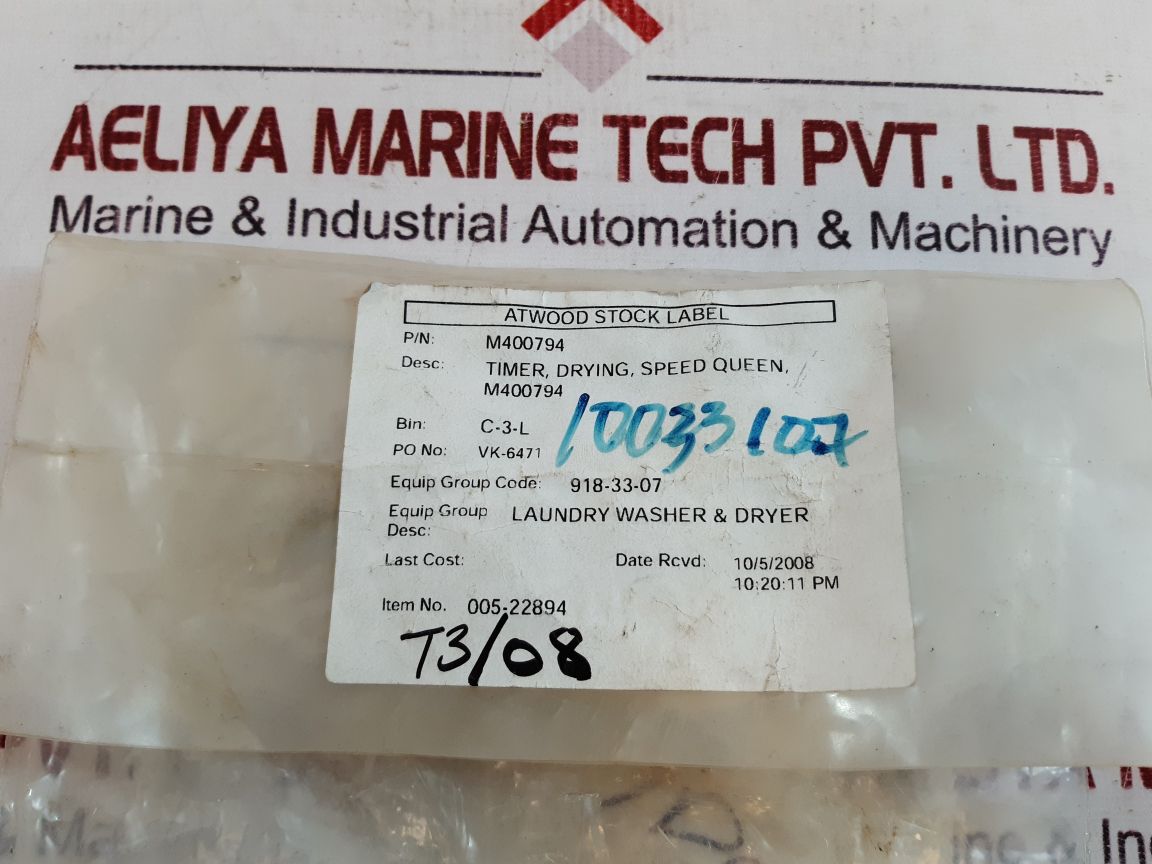 AELIYA MARINE TECH PVT. LTD.
Marine & Industrial Automation & Machinery
ATWOOD STOCK LABEL
P/N: M400794
Desc: TIMER, DRYING, SPEED QUEEN,
M400794
10033107
Bin: C-3-L
PO No: VK-6471
Equip Group Code: 918-33-07
Equip Group LAUNDRY WASHER & DRYER
Desc:
Last Cost: Date Rcvd: 10/5/2008
10:20:11 PM
Item No. 005-22894
T3/08